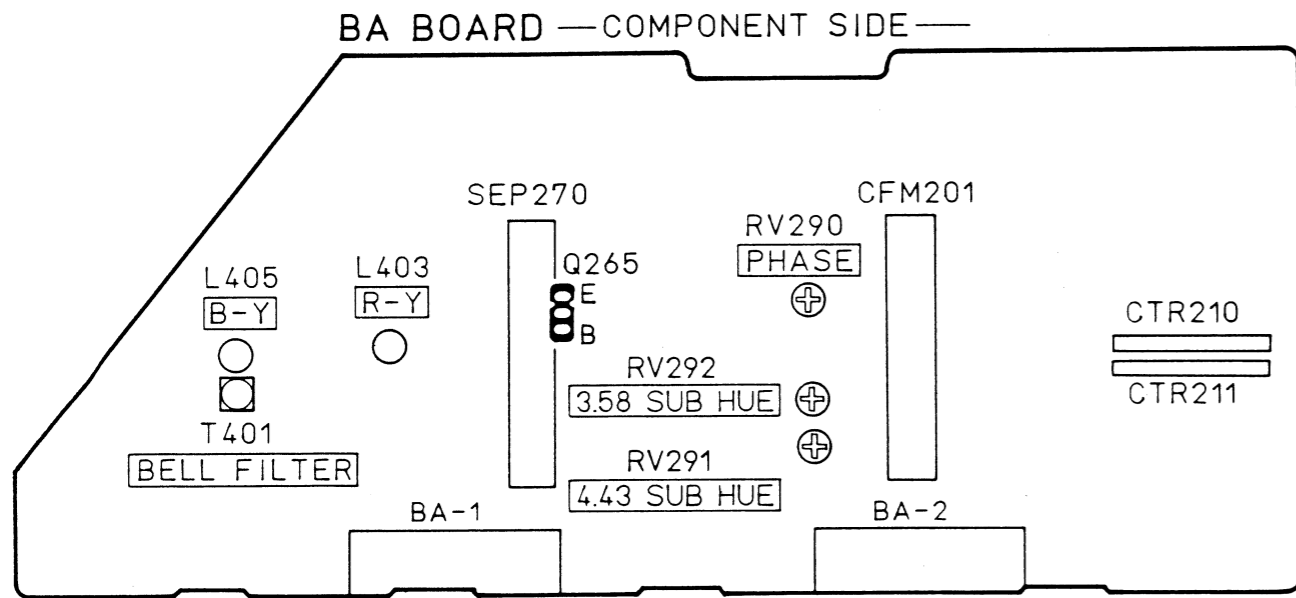 BA BOARD — COMPONENT SIDE —
SEP270
CFM201
RV290
PHASE
Q265
E
B
L405
B-Y
L403
R-Y
CTR210
CTR211
RV292
3.58 SUB HUE
T401
BELL FILTER
RV291
4.43 SUB HUE
BA-1
BA-2